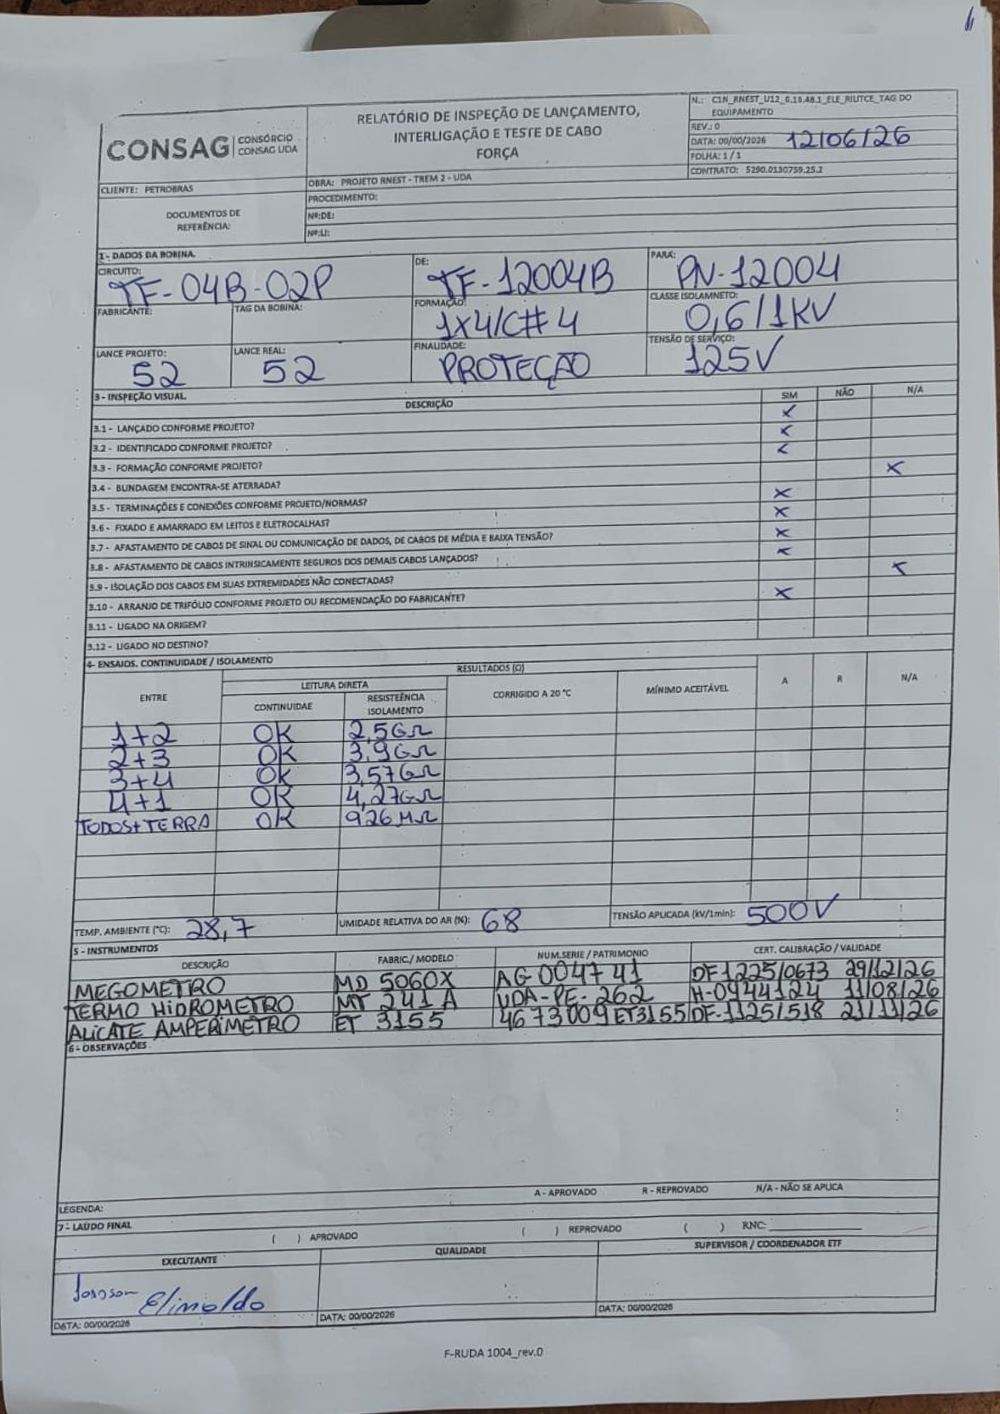 CONSAG CONSÓRCIO CONSAG UDA
RELATÓRIO DE INSPEÇÃO DE LANÇAMENTO, INTERLIGAÇÃO E TESTE DE CABO FORÇA
N.: C1N_RNEST_U12_6.10.48.1_ELE_RILITCE_TAG DO EQUIPAMENTO
REV.: 0
DATA: 00/00/2026 12/06/26
FOLHA: 1 / 1
CONTRATO: 5290.0130759.25.2
CLIENTE: PETROBRAS
OBRA: PROJETO RNEST - TREM 2 - UDA
DOCUMENTOS DE REFERÊNCIA:
PROCEDIMENTO:
Nº:DE:
Nº:LI:
1 - DADOS DA BOBINA
CIRCUITO: TF-04B-02P
DE: TF-12004B
PARA: PN-12004
FABRICANTE:
TAG DA BOBINA:
FORMAÇÃO: 1X4/C#4
CLASSE ISOLAMNETO: 0,6/1KV
LANCE PROJETO: 52
LANCE REAL: 52
FINALIDADE: PROTEÇÃO
TENSÃO DE SERVIÇO: 125V
3 - INSPEÇÃO VISUAL
DESCRIÇÃO SIM NÃO N/A
3.1 - LANÇADO CONFORME PROJETO?
3.2 - IDENTIFICADO CONFORME PROJETO?
3.3 - FORMAÇÃO CONFORME PROJETO?
3.4 - BLINDAGEM ENCONTRA-SE ATERRADA?
3.5 - TERMINAÇÕES E CONEXÕES CONFORME PROJETO/NORMAS?
3.6 - FIXADO E AMARRADO EM LEITOS E ELETROCALHAS?
3.7 - AFASTAMENTO DE CABOS DE SINAL OU COMUNICAÇÃO DE DADOS, DE CABOS DE MÉDIA E BAIXA TENSÃO?
3.8 - AFASTAMENTO DE CABOS INTRINSICAMENTE SEGUROS DOS DEMAIS CABOS LANÇADOS?
3.9 - ISOLAÇÃO DOS CABOS EM SUAS EXTREMIDADES NÃO CONECTADAS?
3.10 - ARRANJO DE TRIFÓLIO CONFORME PROJETO OU RECOMENDAÇÃO DO FABRICANTE?
3.11 - LIGADO NA ORIGEM?
3.12 - LIGADO NO DESTINO?
4- ENSAIOS. CONTINUIDADE / ISOLAMENTO
RESULTADOS (Ω)
ENTRE LEITURA DIRETA CORRIGIDO A 20 °C MÍNIMO ACEITÁVEL A R N/A
CONTINUIDAE RESISTEÊNCIA ISOLAMENTO
1+2 OK 2,5GΩ
2+3 OK 3,9GΩ
3+4 OK 3,57GΩ
4+1 OK 4,27GΩ
TODOS+TERRA OK 926MΩ
TEMP. AMBIENTE (°C): 28,7
UMIDADE RELATIVA DO AR (%): 68
TENSÃO APLICADA (kV/1min): 500V
5 - INSTRUMENTOS
DESCRIÇÃO FABRIC./ MODELO NUM.SERIE / PATRIMONIO CERT. CALIBRAÇÃO / VALIDADE
MEGOMETRO MD 5060X AG004741 DF1225/0673 29/12/26
TERMO HIDROMETRO MT 241A UDA-PE-262 H-0944124 11/08/26
ALICATE AMPERIMETRO ET 3155 4673009ET3155 DF-1125/518 21/11/26
6 - OBSERVAÇÕES
LEGENDA: A - APROVADO R - REPROVADO N/A - NÃO SE APLICA
7 - LAUDO FINAL
( ) APROVADO ( ) REPROVADO ( ) RNC:
EXECUTANTE QUALIDADE SUPERVISOR / COORDENADOR ETF
Elinaldo
DATA: 00/00/2026 DATA: 00/00/2026 DATA: 00/00/2026
F-RUDA 1004_rev.0